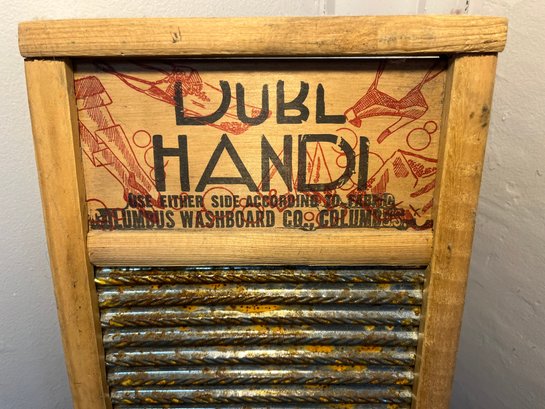 DUBL
HANDI
USE EITHER SIDE ACCORDING TO FABRIC
COLUMBUS WASHBOARD CO., COLUMBUS,